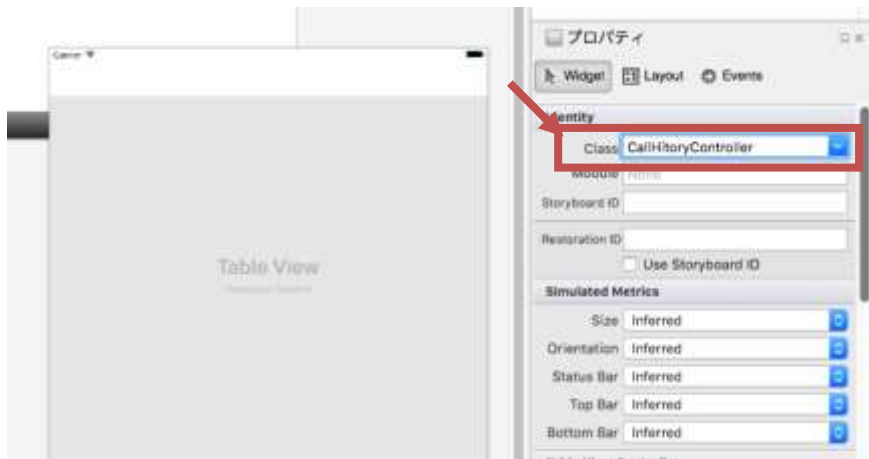 プロパティ
Carrier
Widget Layout Events
Identity
Class CallHitoryController
Module None
Storyboard ID
Restoration ID
Table View
Use Storyboard ID
Simulated Metrics
Size Inferred
Orientation Inferred
Status Bar Inferred
Top Bar Inferred
Bottom Bar Inferred